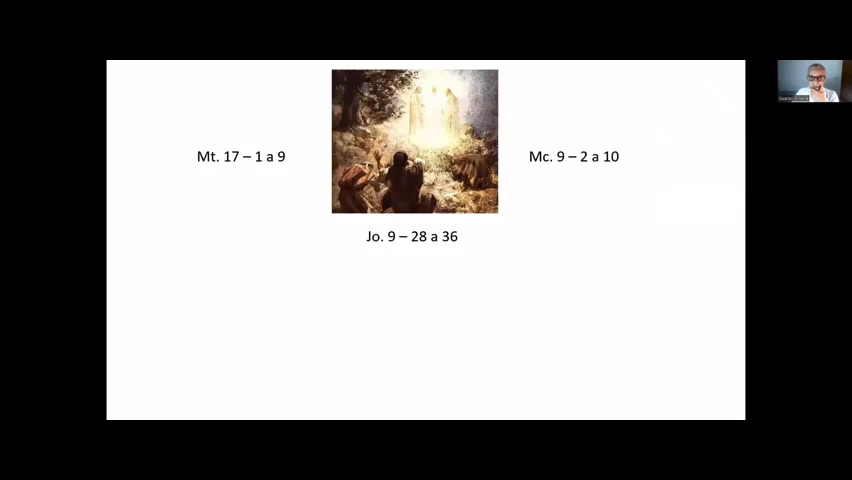 Mt. 17 – 1 a 9
Mc. 9 – 2 a 10
Jo. 9 – 28 a 36